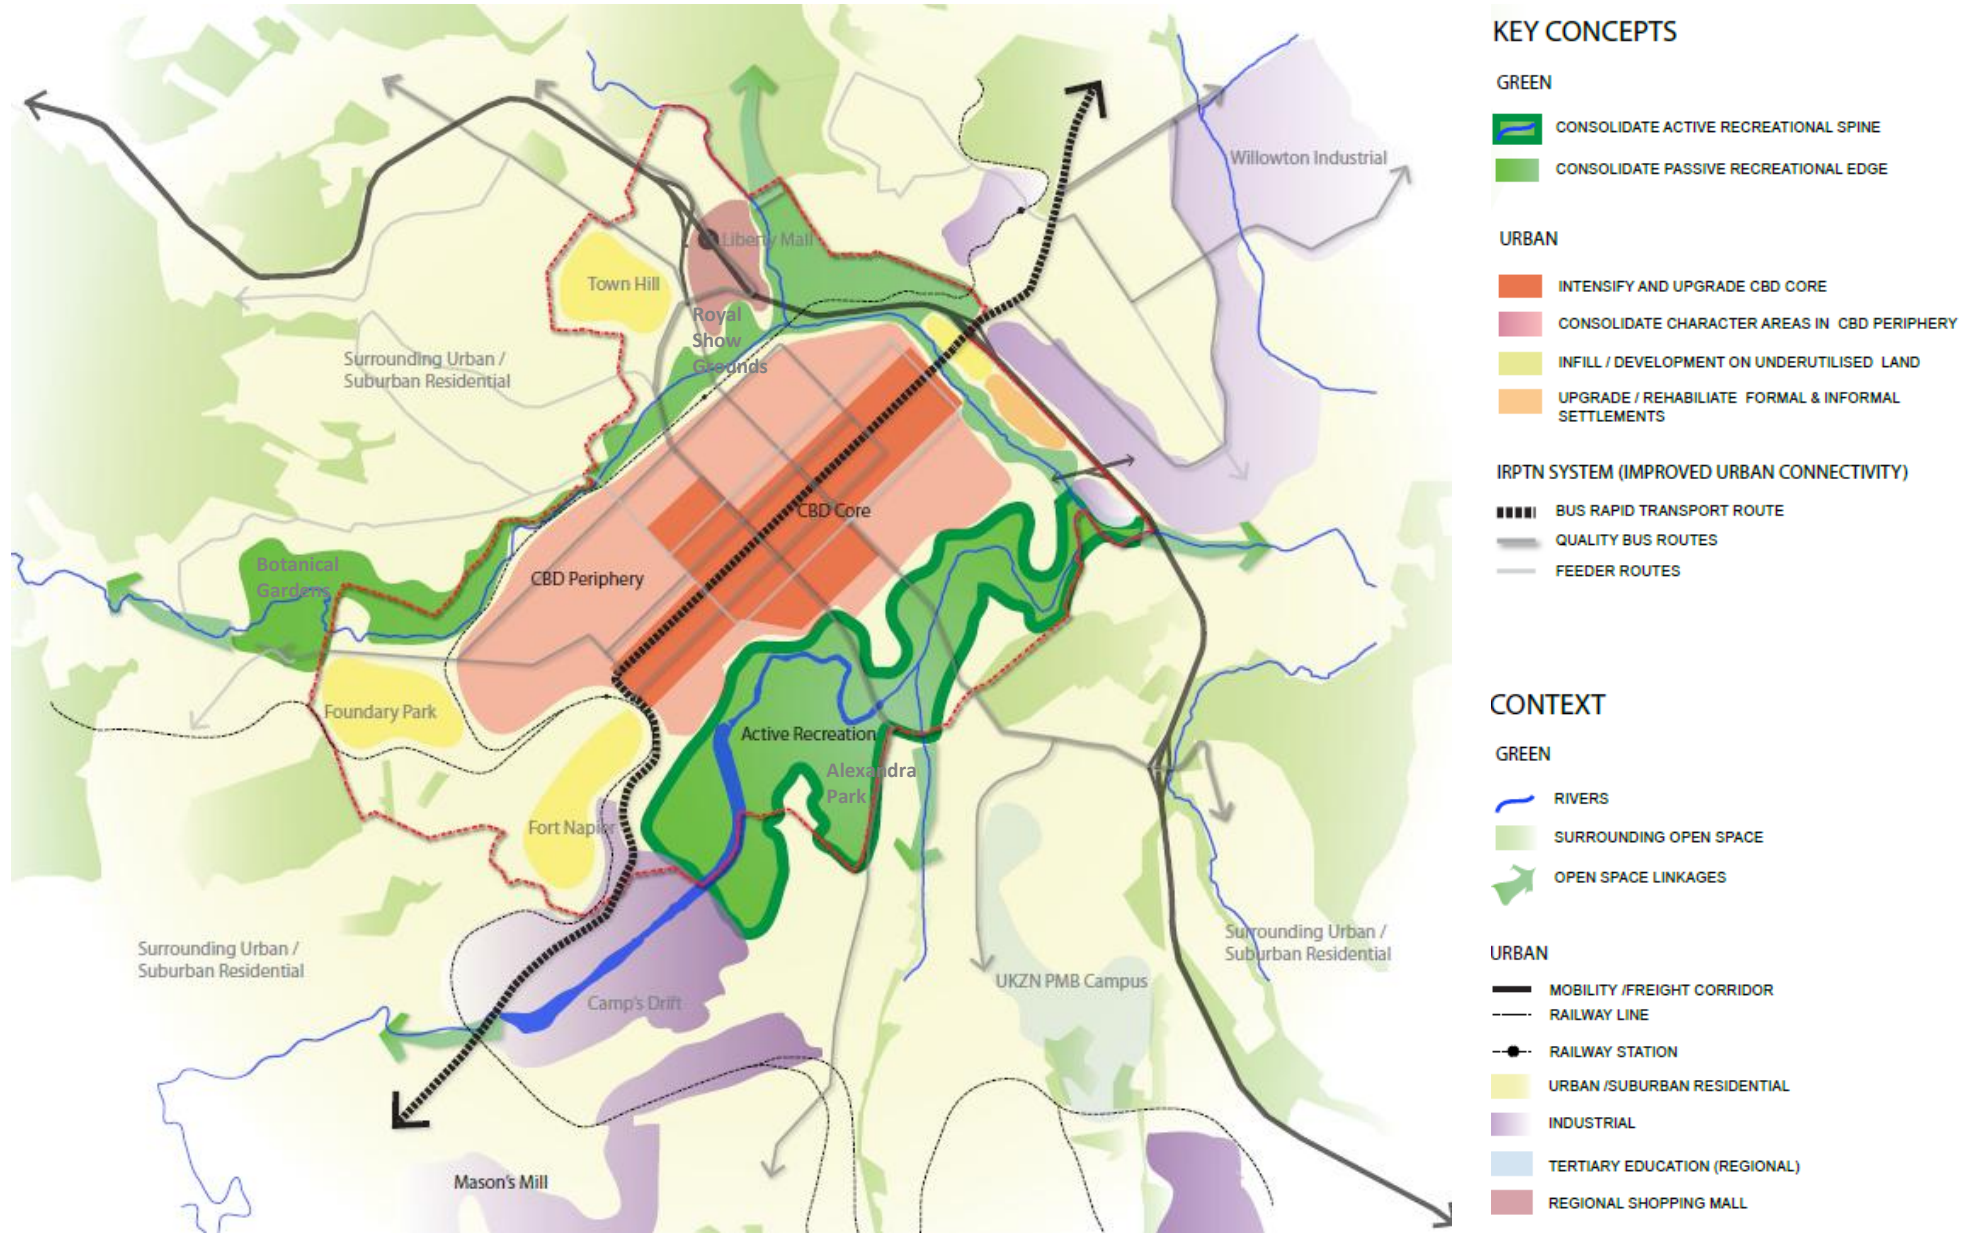 Willowton Industrial
Liberty Mall
Town Hill
Royal
Show
Grounds
Surrounding Urban /
Suburban Residential
CBD Core
Botanical
Gardens
CBD Periphery
Foundary Park
Active Recreation
Alexandra
Park
Fort Napier
Surrounding Urban /
Suburban Residential
Surrounding Urban /
Suburban Residential
UKZN PMB Campus
Camp's Drift
Mason's Mill
KEY CONCEPTS
GREEN
CONSOLIDATE ACTIVE RECREATIONAL SPINE
CONSOLIDATE PASSIVE RECREATIONAL EDGE
URBAN
INTENSIFY AND UPGRADE CBD CORE
CONSOLIDATE CHARACTER AREAS IN CBD PERIPHERY
INFILL / DEVELOPMENT ON UNDERUTILISED LAND
UPGRADE / REHABILIATE FORMAL & INFORMAL
SETTLEMENTS
IRPTN SYSTEM (IMPROVED URBAN CONNECTIVITY)
BUS RAPID TRANSPORT ROUTE
QUALITY BUS ROUTES
FEEDER ROUTES
CONTEXT
GREEN
RIVERS
SURROUNDING OPEN SPACE
OPEN SPACE LINKAGES
URBAN
MOBILITY /FREIGHT CORRIDOR
RAILWAY LINE
RAILWAY STATION
URBAN /SUBURBAN RESIDENTIAL
INDUSTRIAL
TERTIARY EDUCATION (REGIONAL)
REGIONAL SHOPPING MALL